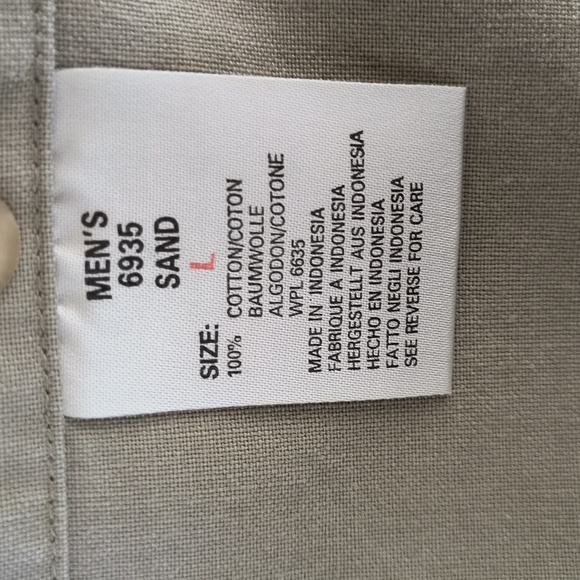 MEN'S
6935
SAND
SIZE: L
100% COTTON/COTON
BAUMWOLLE
ALGODON/COTONE
WPL 6635
MADE IN INDONESIA
FABRIQUE A INDONESIA
HERGESTELLT AUS INDONESIA
HECHO EN INDONESIA
FATTO NEGLI INDONESIA
SEE REVERSE FOR CARE